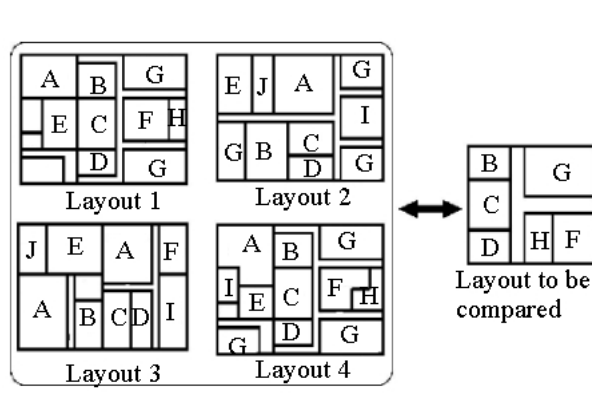 A B G
E C F H
D G
Layout 1
E J A G
I
G B C
D G
Layout 2
B
C G
D H F
Layout to be
compared
J E A F
A B C D I
Layout 3
A B G
I E C F H
G D G
Layout 4